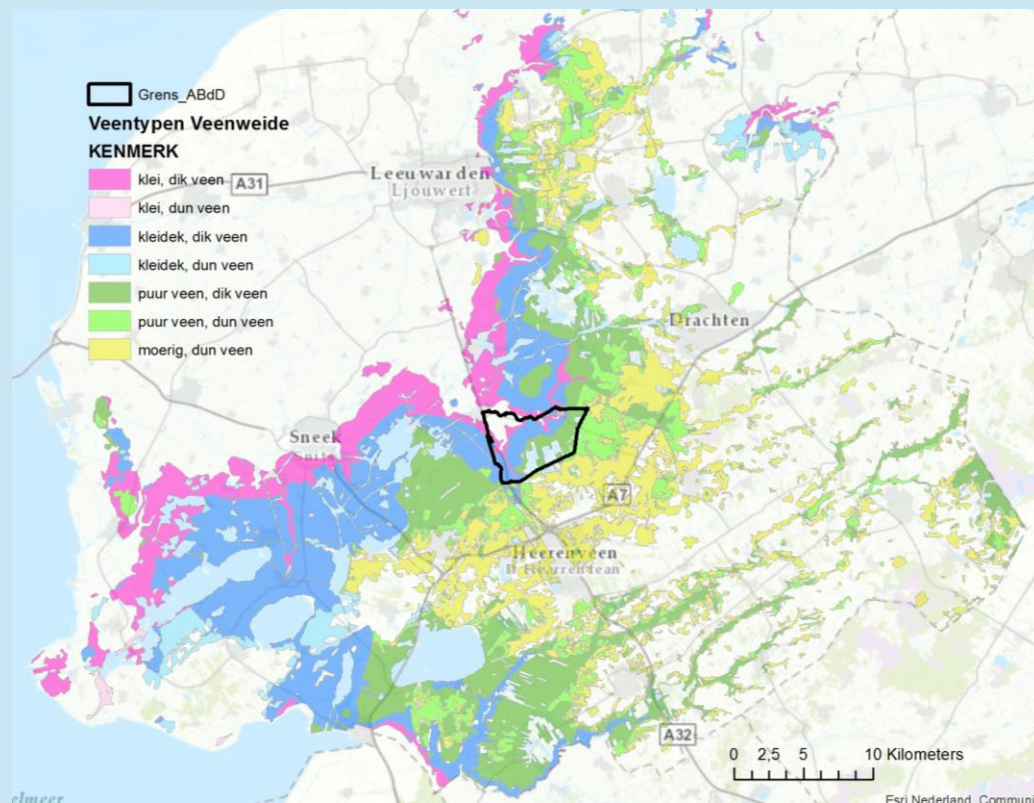 Grens_ABdD
Veentypen Veenweide
KENMERK
klei, dik veen
klei, dun veen
kleidek, dik veen
kleidek, dun veen
puur veen, dik veen
puur veen, dun veen
moerig, dun veen
A31
Leeuwarden
Ljouwert
Drachten
Sneek
Snits
A7
Heerenveen
A32
0 2,5 5 10 Kilometers
elmeer
Esri Nederland, Commun